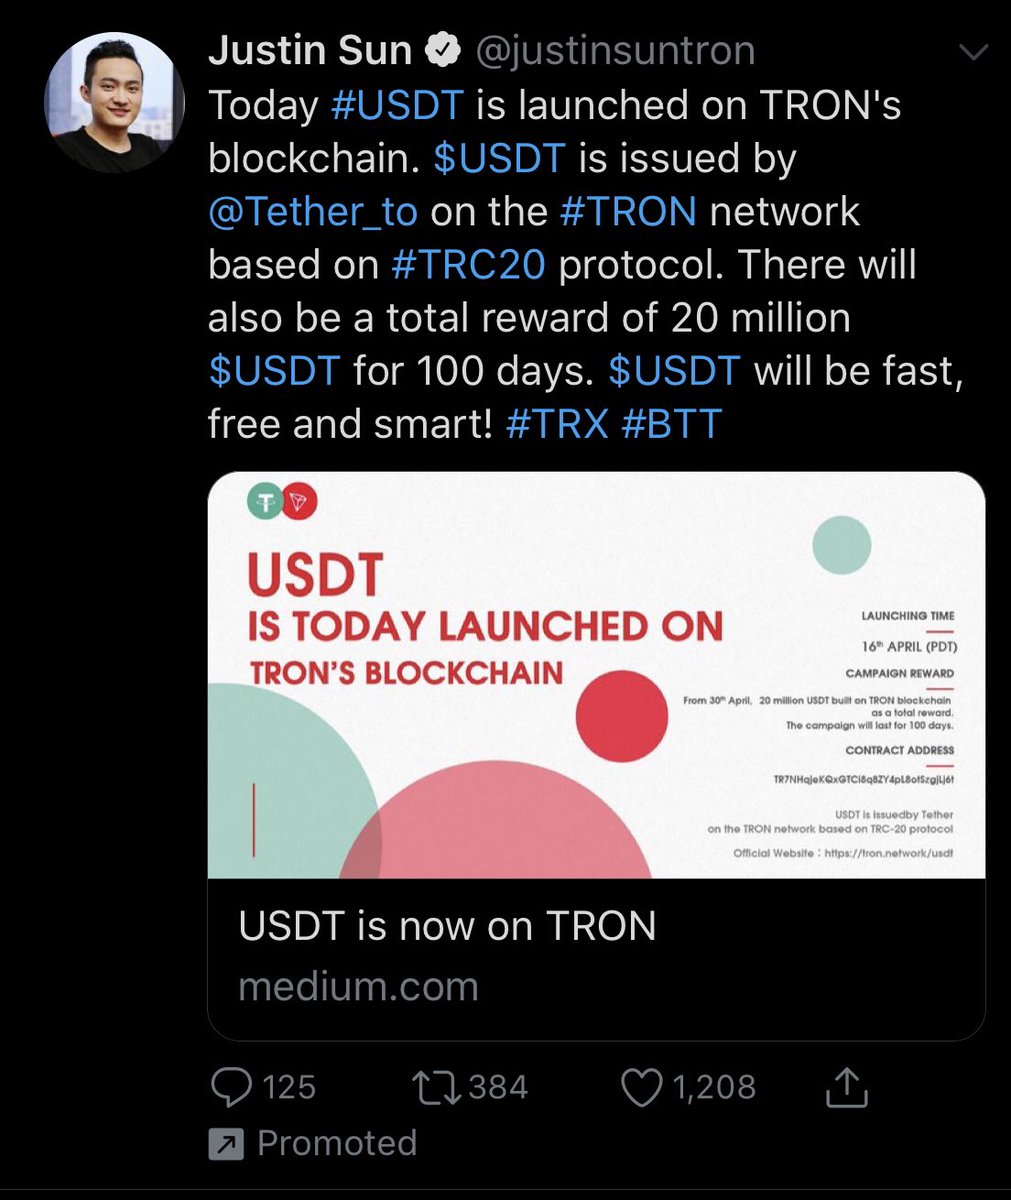 Justin Sun @justinsuntron
Today #USDT is launched on TRON's
blockchain. $USDT is issued by
@Tether_to on the #TRON network
based on #TRC20 protocol. There will
also be a total reward of 20 million
$USDT for 100 days. $USDT will be fast,
free and smart! #TRX #BTT
USDT
IS TODAY LAUNCHED ON
TRON'S BLOCKCHAIN
LAUNCHING TIME
16th APRIL (PDT)
CAMPAIGN REWARD
From 30th April, 20 million USDT built on TRON blockchain
as a total reward.
The campaign will last for 100 days.
CONTRACT ADDRESS
USDT is issuedby Tether
on the TRON network based on TRC-20 protocol
Official Website : https://tron.network/usdt
USDT is now on TRON
medium.com
125 384 1,208
Promoted